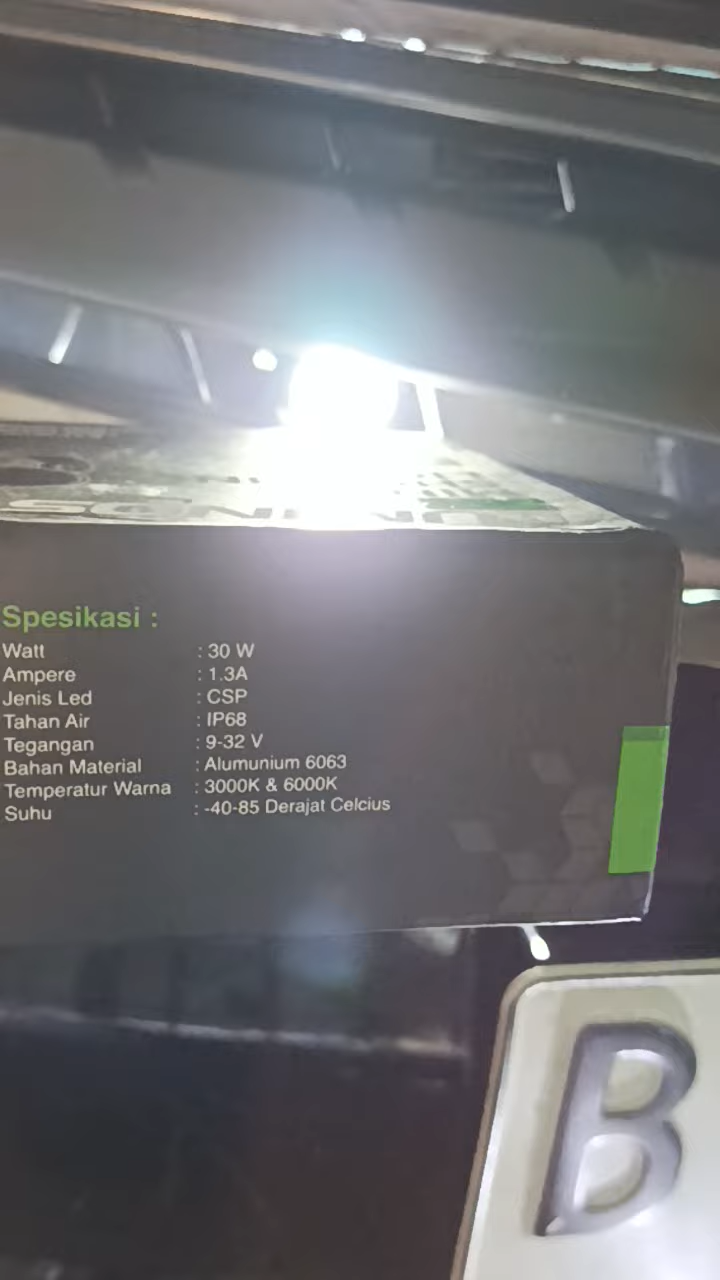 Spesikasi :
Watt : 30 W
Ampere : 1.3A
Jenis Led : CSP
Tahan Air : IP68
Tegangan : 9-32 V
Bahan Material : Alumunium 6063
Temperatur Warna : 3000K & 6000K
Suhu : -40-85 Derajat Celcius
B